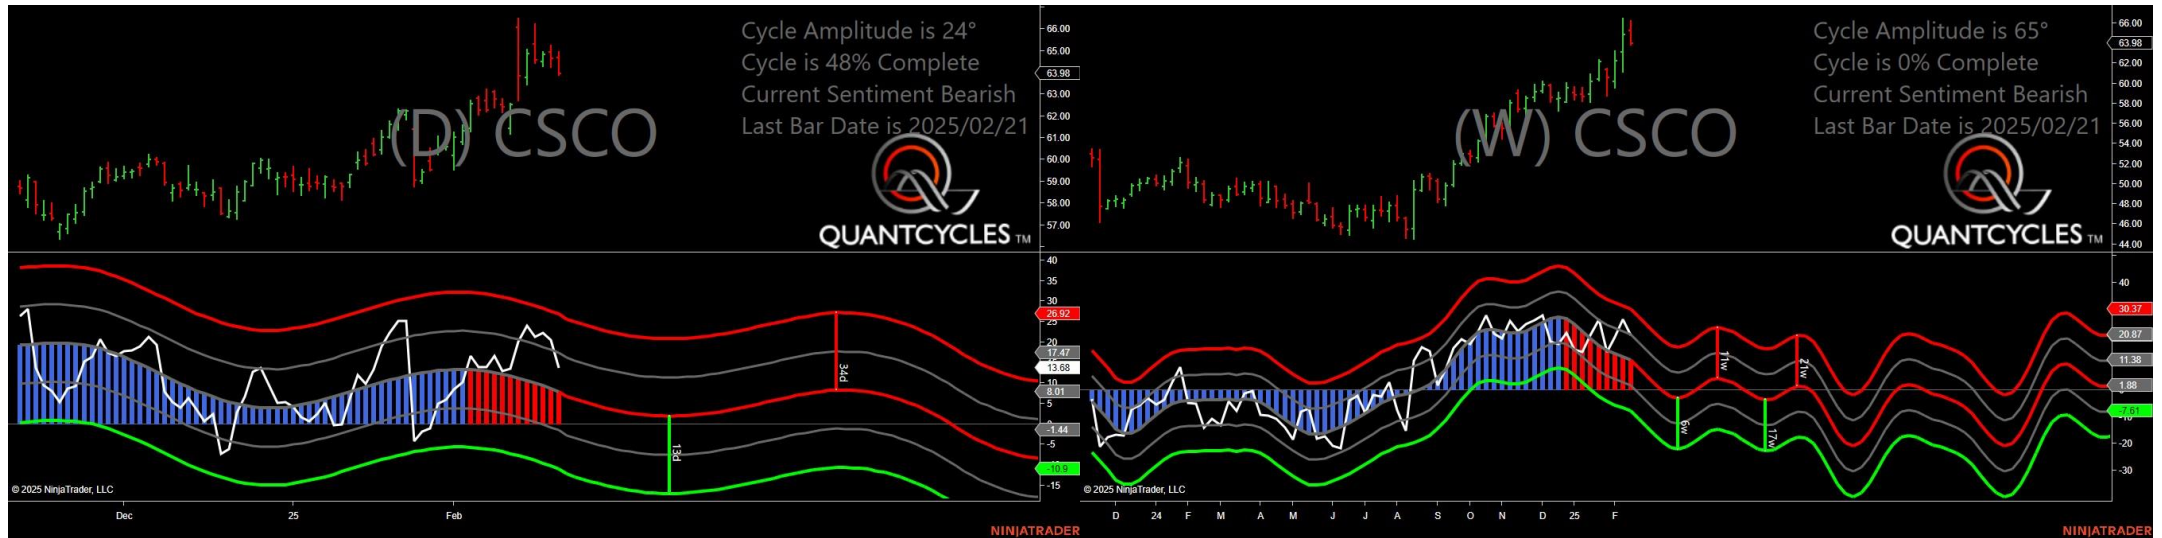 Cycle Amplitude is 24°
Cycle is 48% Complete
Current Sentiment Bearish
Last Bar Date is 2025/02/21
(D) CSCO
QUANTCYCLES TM
66.00
65.00
63.98
63.00
62.00
61.00
60.00
59.00
58.00
57.00
40
35
30
26.92
25
20
17.47
13.68
10
8.01
5
-1.44
-5
-10.9
-15
34d
13d
© 2025 NinjaTrader, LLC
Dec
25
Feb
NINJATRADER
Cycle Amplitude is 65°
Cycle is 0% Complete
Current Sentiment Bearish
Last Bar Date is 2025/02/21
(W) CSCO
QUANTCYCLES TM
66.00
63.98
62.00
60.00
58.00
56.00
54.00
52.00
50.00
48.00
46.00
44.00
40
30.37
20.87
11.38
1.88
-7.61
-20
-30
11w
21w
6w
17w
© 2025 NinjaTrader, LLC
D
24
F
M
A
M
J
J
A
S
O
N
D
25
F
NINJATRADER